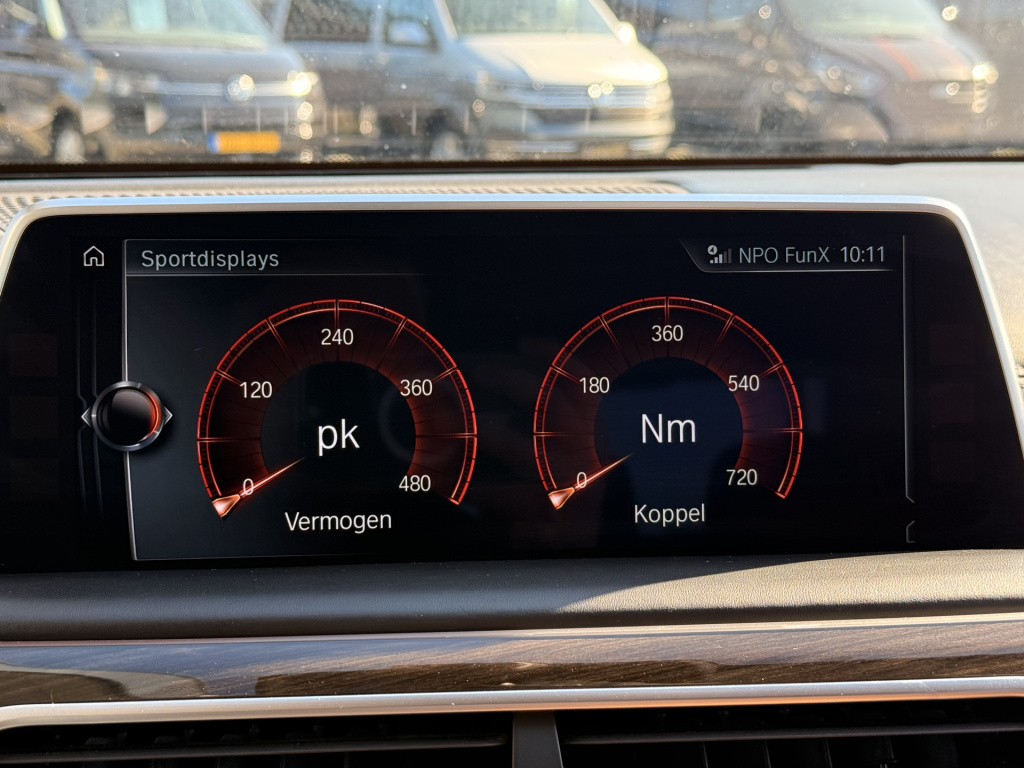 Sportdisplays
NPO FunX 10:11
240
120
360
pk
0
480
Vermogen
360
180
540
Nm
0
720
Koppel